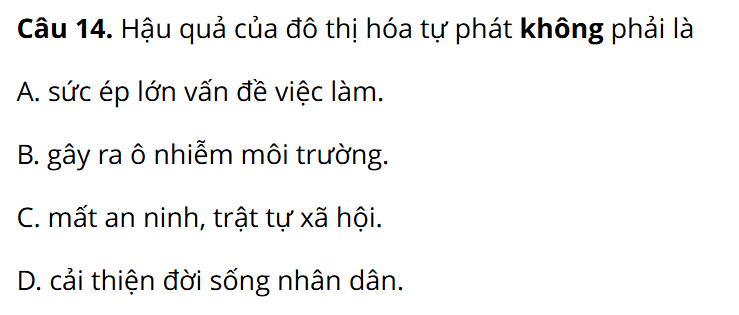 Câu 14. Hậu quả của đô thị hóa tự phát không phải là
A. sức ép lớn vấn đề việc làm.
B. gây ra ô nhiễm môi trường.
C. mất an ninh, trật tự xã hội.
D. cải thiện đời sống nhân dân.